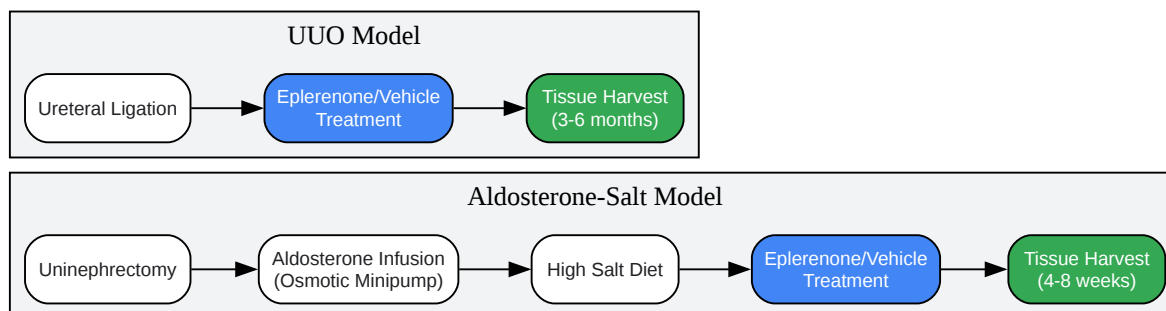 UUO Model
Ureteral Ligation
Eplerenone/Vehicle
Treatment
Tissue Harvest
(3-6 months)
Aldosterone-Salt Model
Uninephrectomy
Aldosterone Infusion
(Osmotic Minipump)
High Salt Diet
Eplerenone/Vehicle
Treatment
Tissue Harvest
(4-8 weeks)